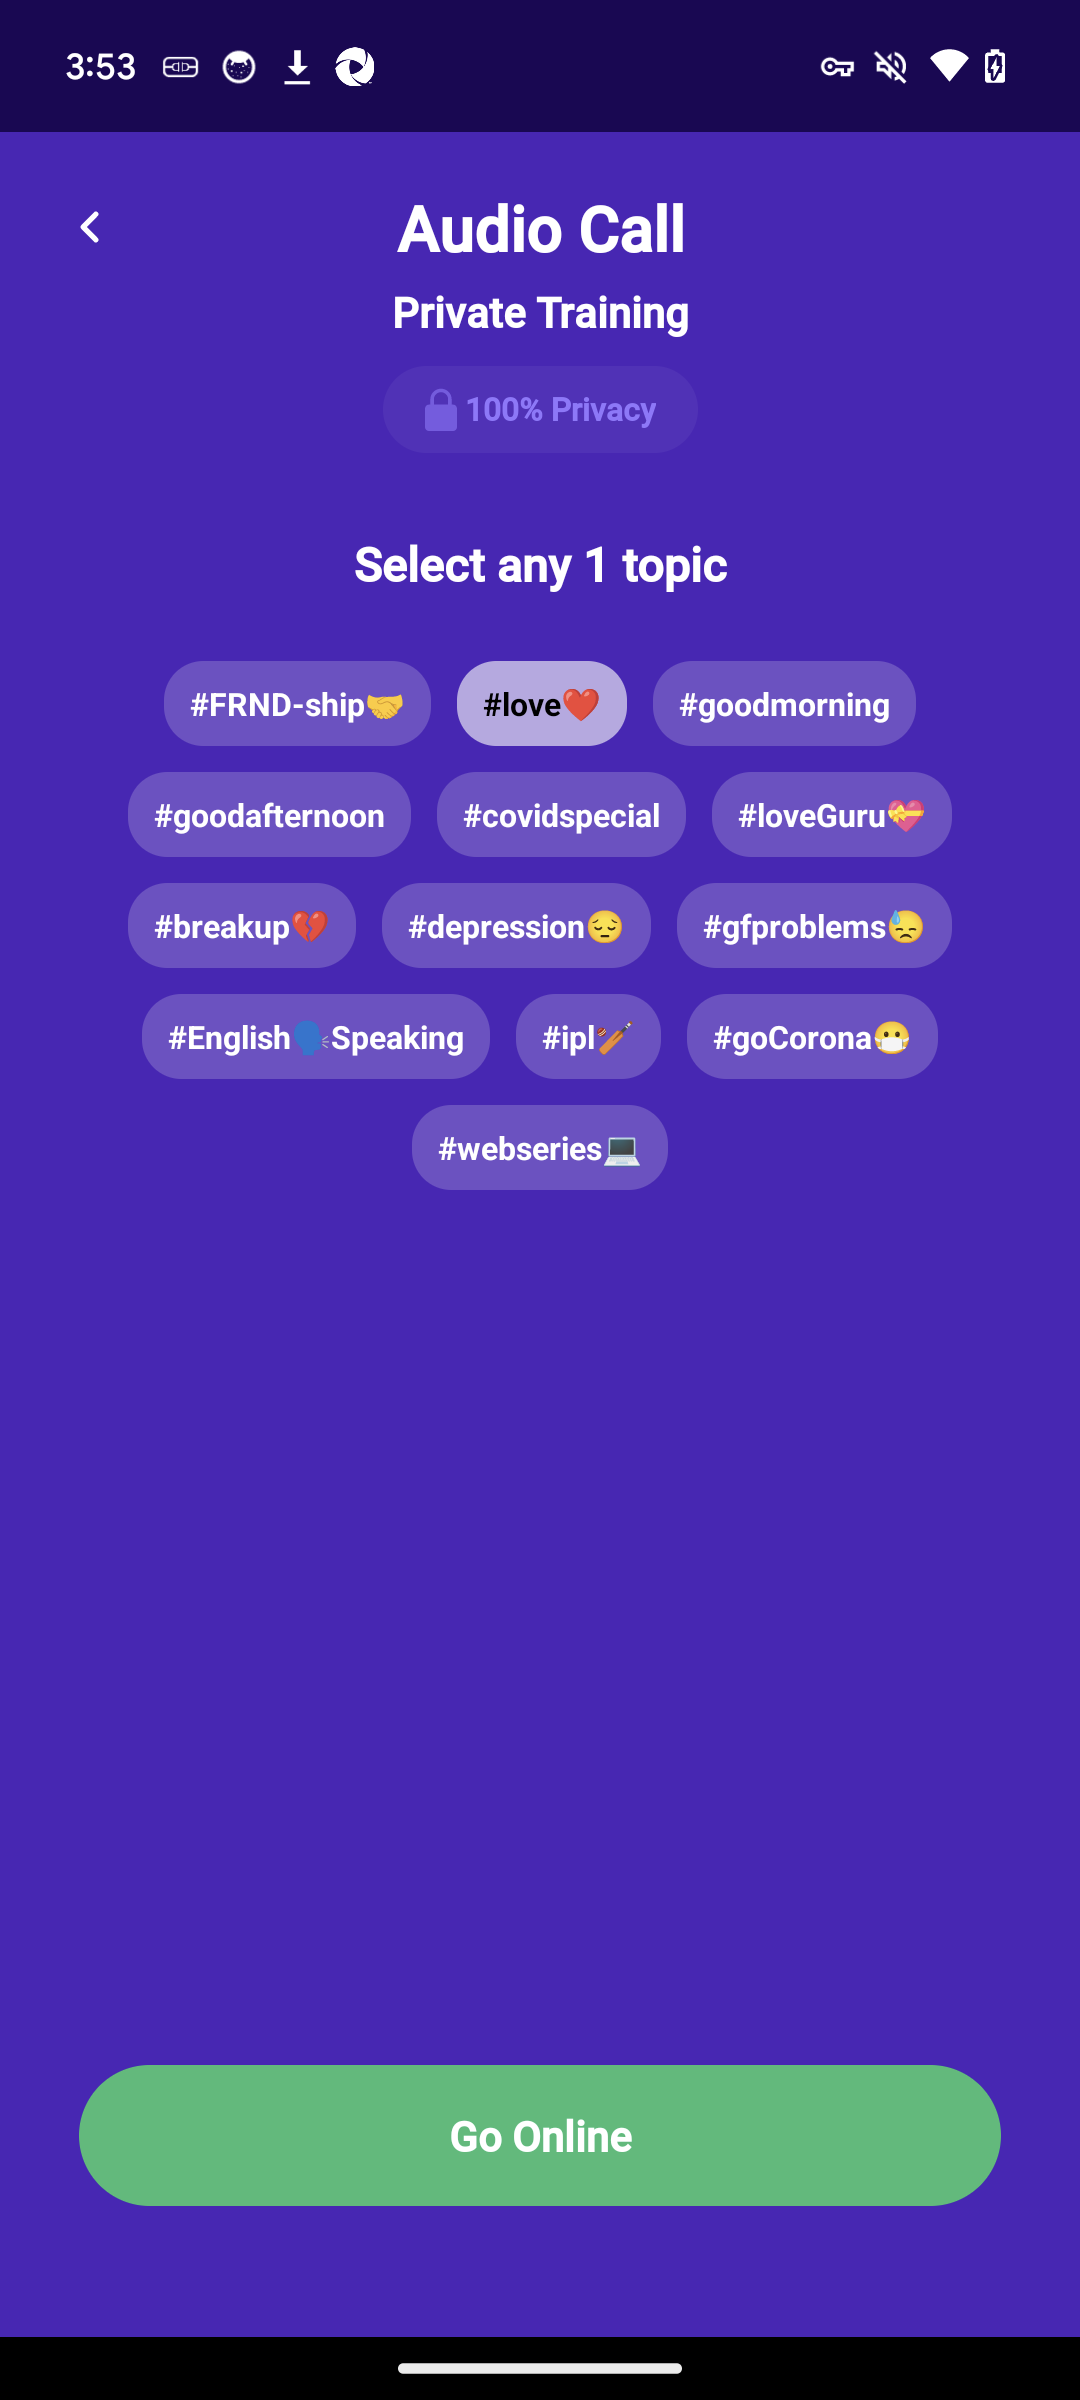 3:53
Audio Call
Private Training
100% Privacy
Select any 1 topic
#FRND-ship🤝 #love❤️ #goodmorning
#goodafternoon #covidspecial #loveGuru💝
#breakup💔 #depression😔 #gfproblems😓
#English🗣️Speaking #ipl🏏 #goCorona😷
#webseries💻
Go Online